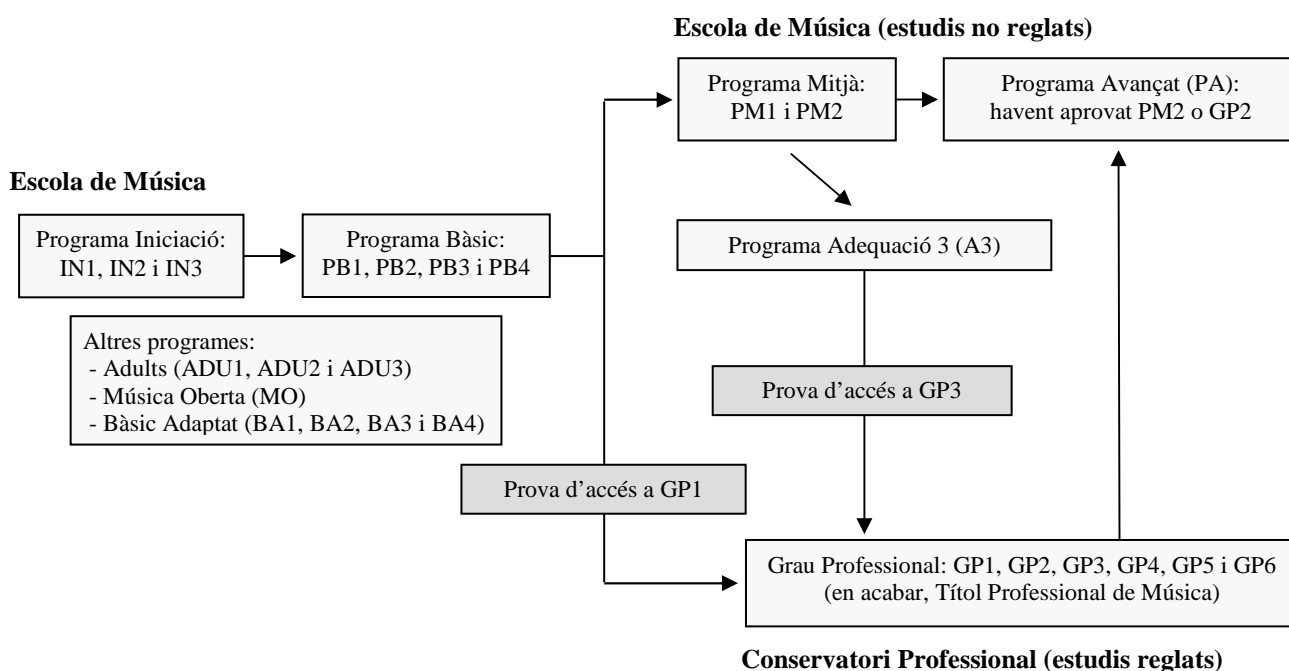 Escola de Música (estudis no reglats)
Programa Mitjà:
PM1 i PM2
Programa Avançat (PA):
havent aprovat PM2 o GP2
Escola de Música
Programa Iniciació:
IN1, IN2 i IN3
Programa Bàsic:
PB1, PB2, PB3 i PB4
Programa Adequació 3 (A3)
Altres programes:
- Adults (ADU1, ADU2 i ADU3)
- Música Oberta (MO)
- Bàsic Adaptat (BA1, BA2, BA3 i BA4)
Prova d'accés a GP3
Prova d’accés a GP1
Grau Professional: GP1, GP2, GP3, GP4, GP5 i GP6
(en acabar, Títol Professional de Música)
Conservatori Professional (estudis reglats)